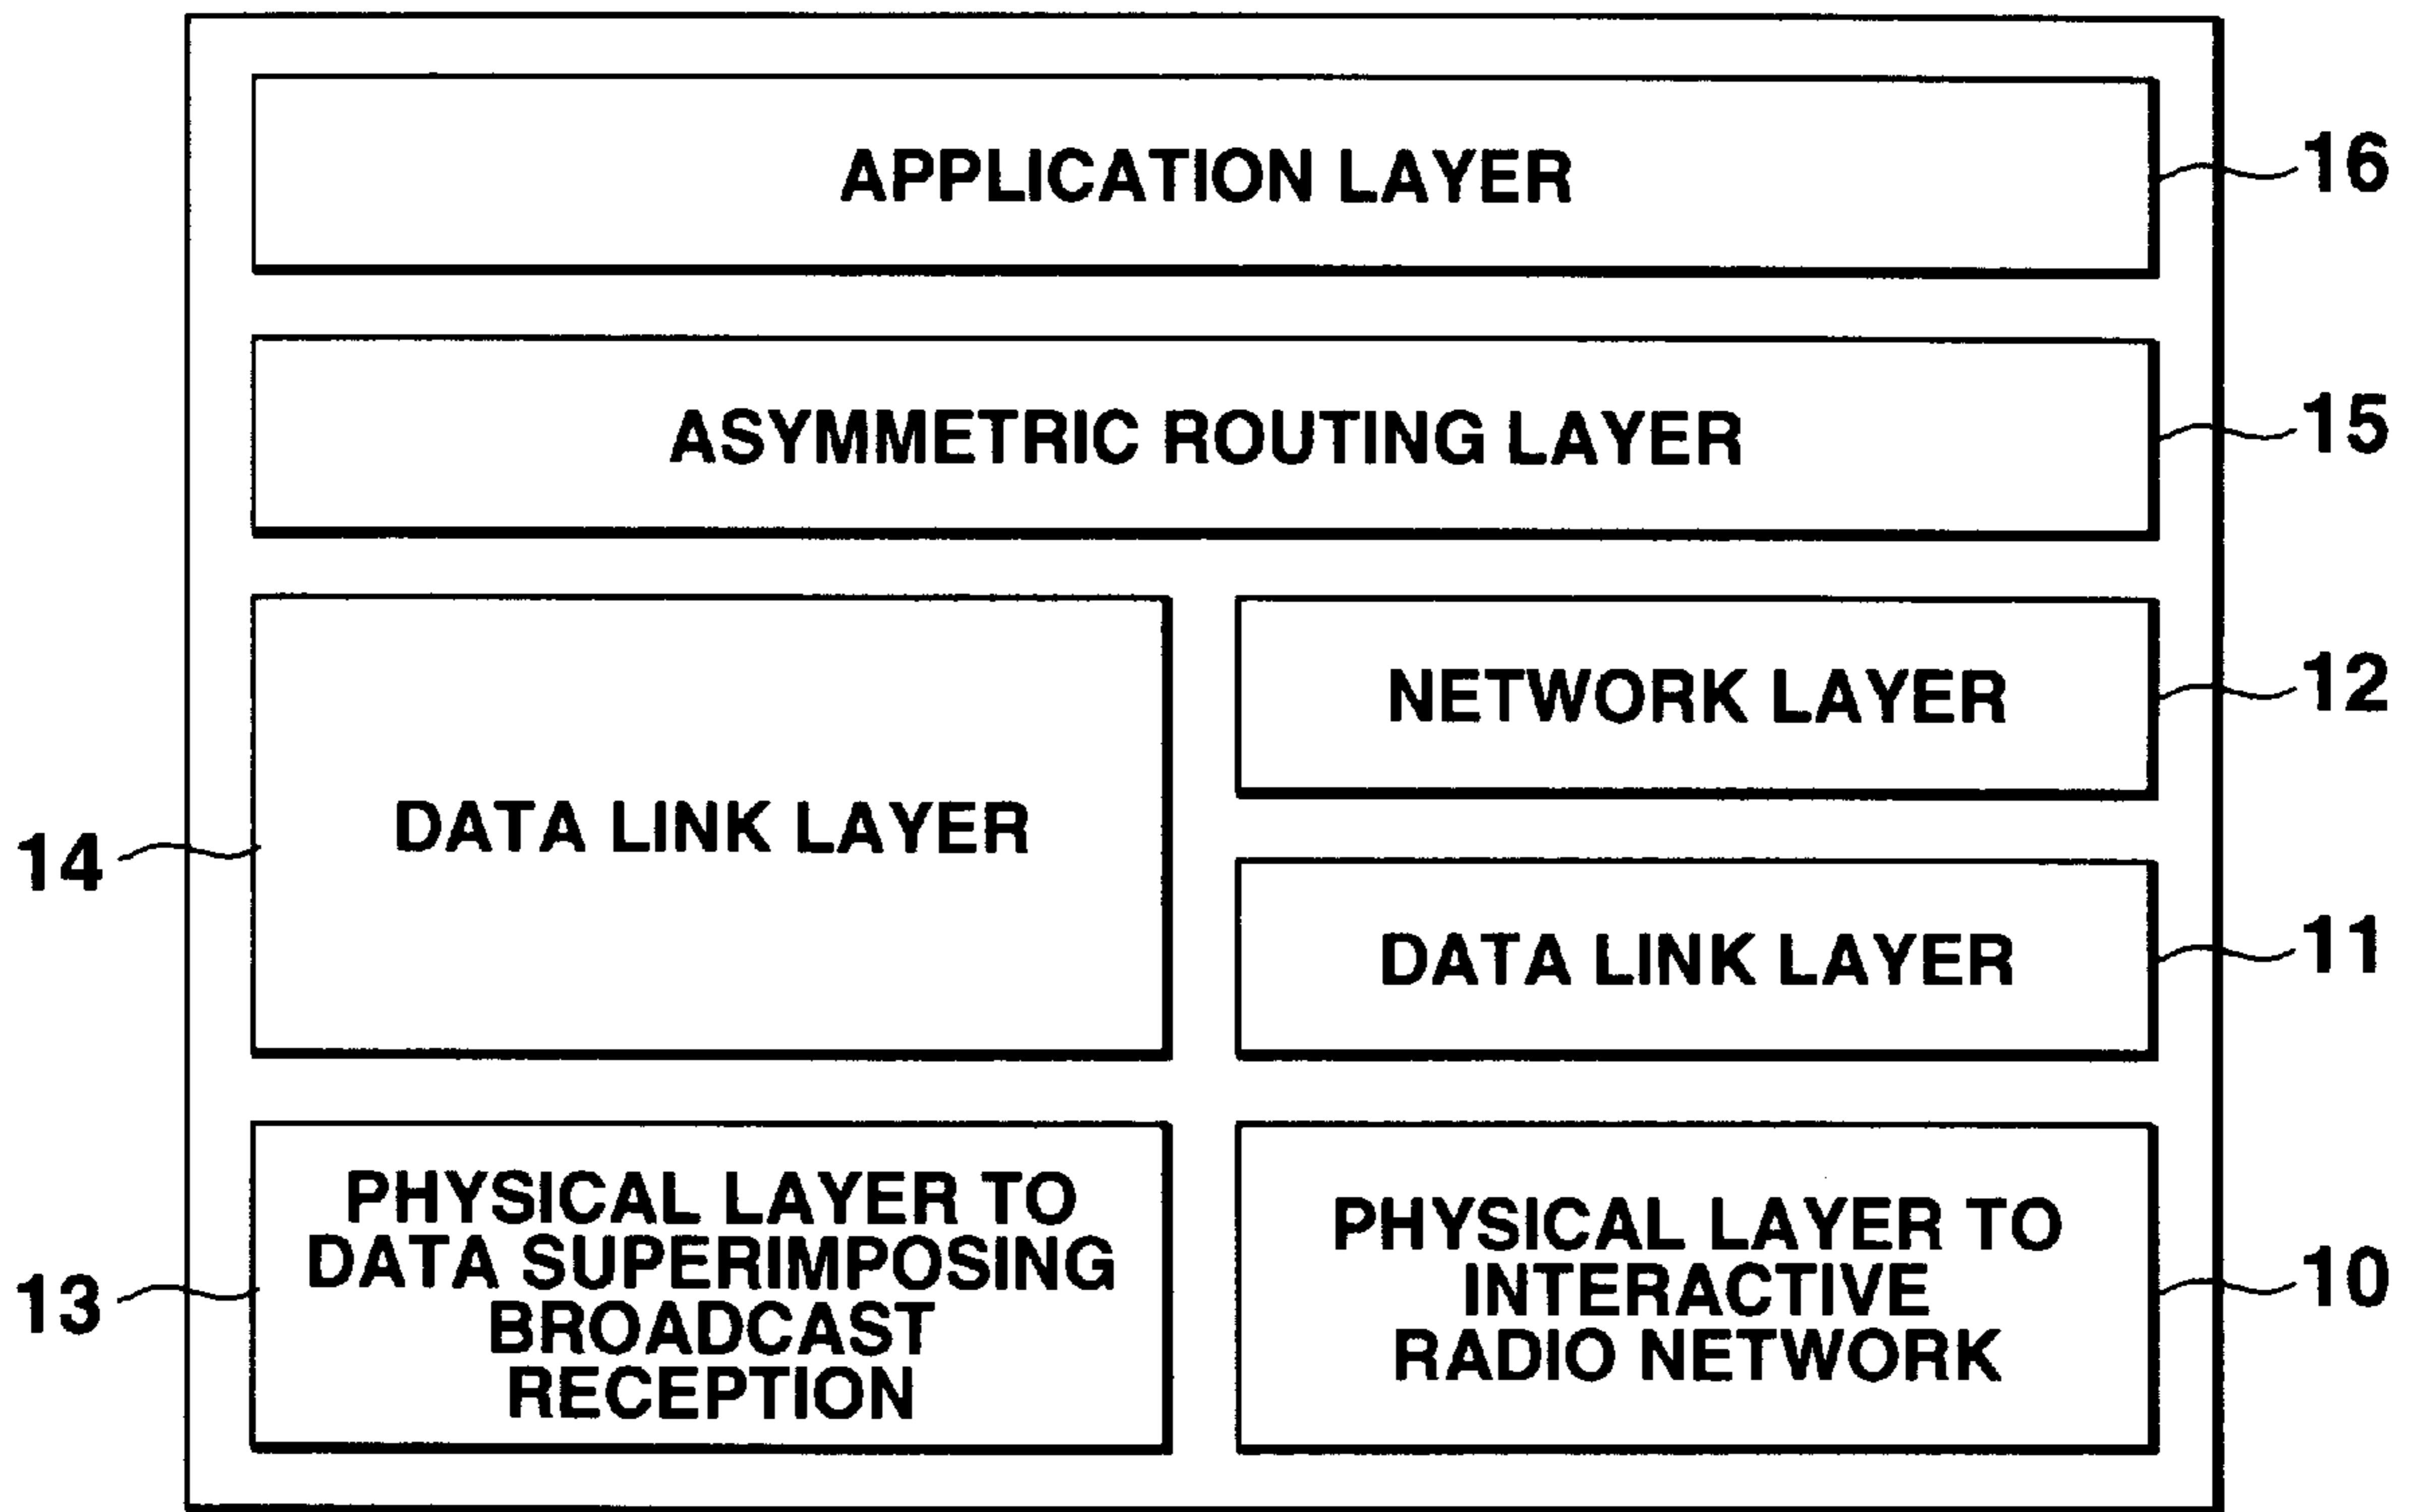 APPLICATION LAYER
16
ASYMMETRIC ROUTING LAYER
15
NETWORK LAYER
12
DATA LINK LAYER
14
DATA LINK LAYER
11
PHYSICAL LAYER TO
DATA SUPERIMPOSING
BROADCAST
RECEPTION
13
PHYSICAL LAYER TO
INTERACTIVE
RADIO NETWORK
10